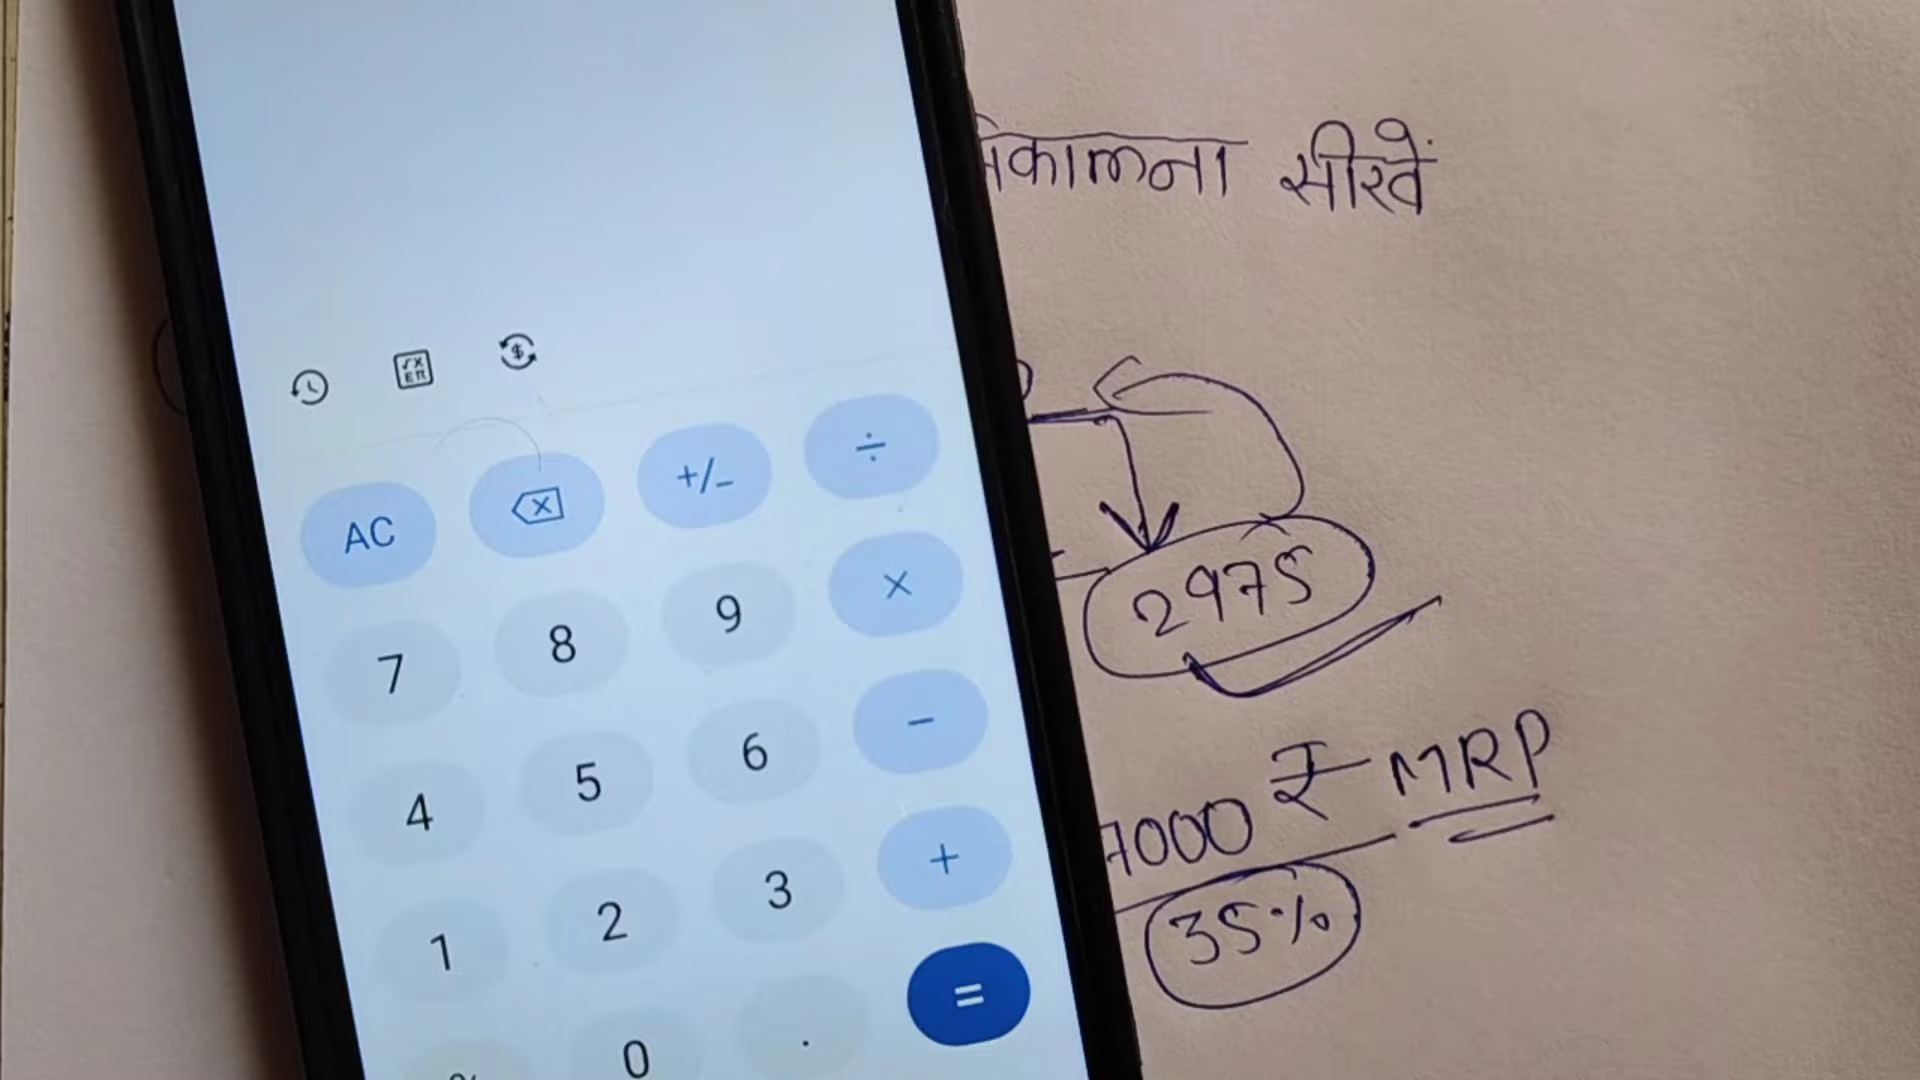 निकालना सीखें
AC +/- ÷
7 8 9 ×
4 5 6 −
1 2 3 +
% 0 . =
2975
7000 ₹ MRP
35%